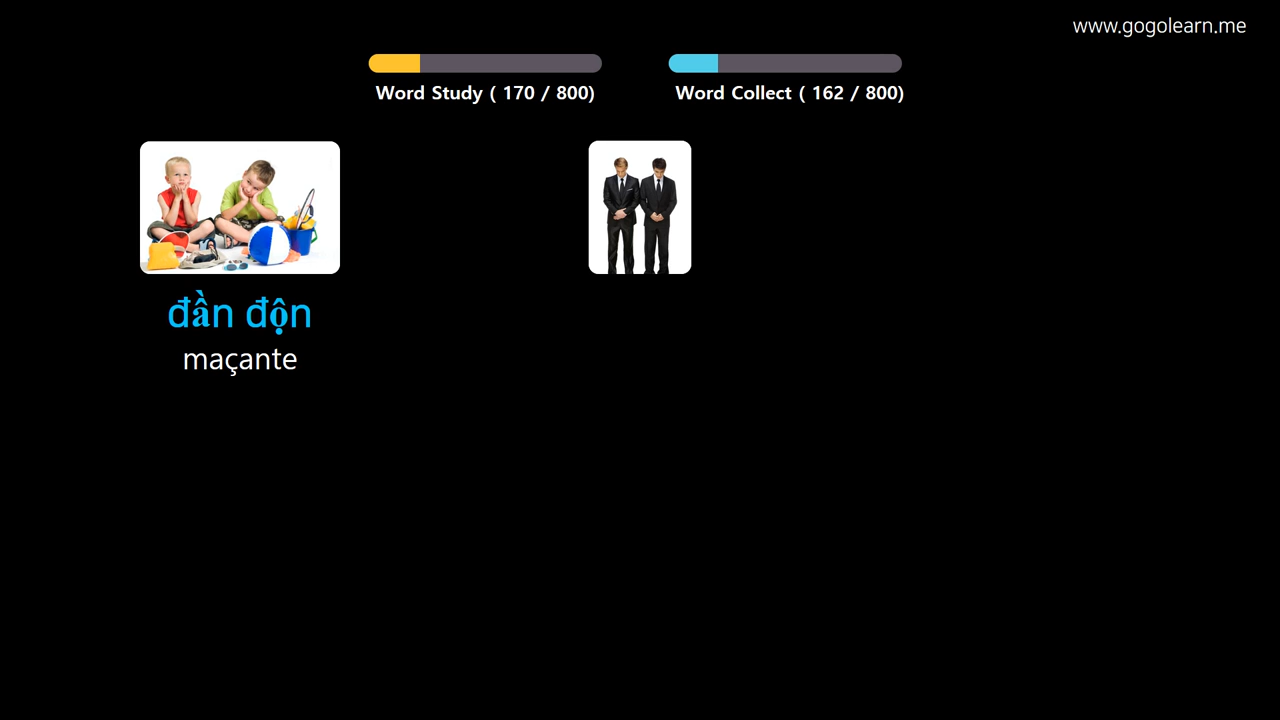 www.gogolearn.me
Word Study ( 170 / 800)
Word Collect ( 162 / 800)
đần độn
maçante